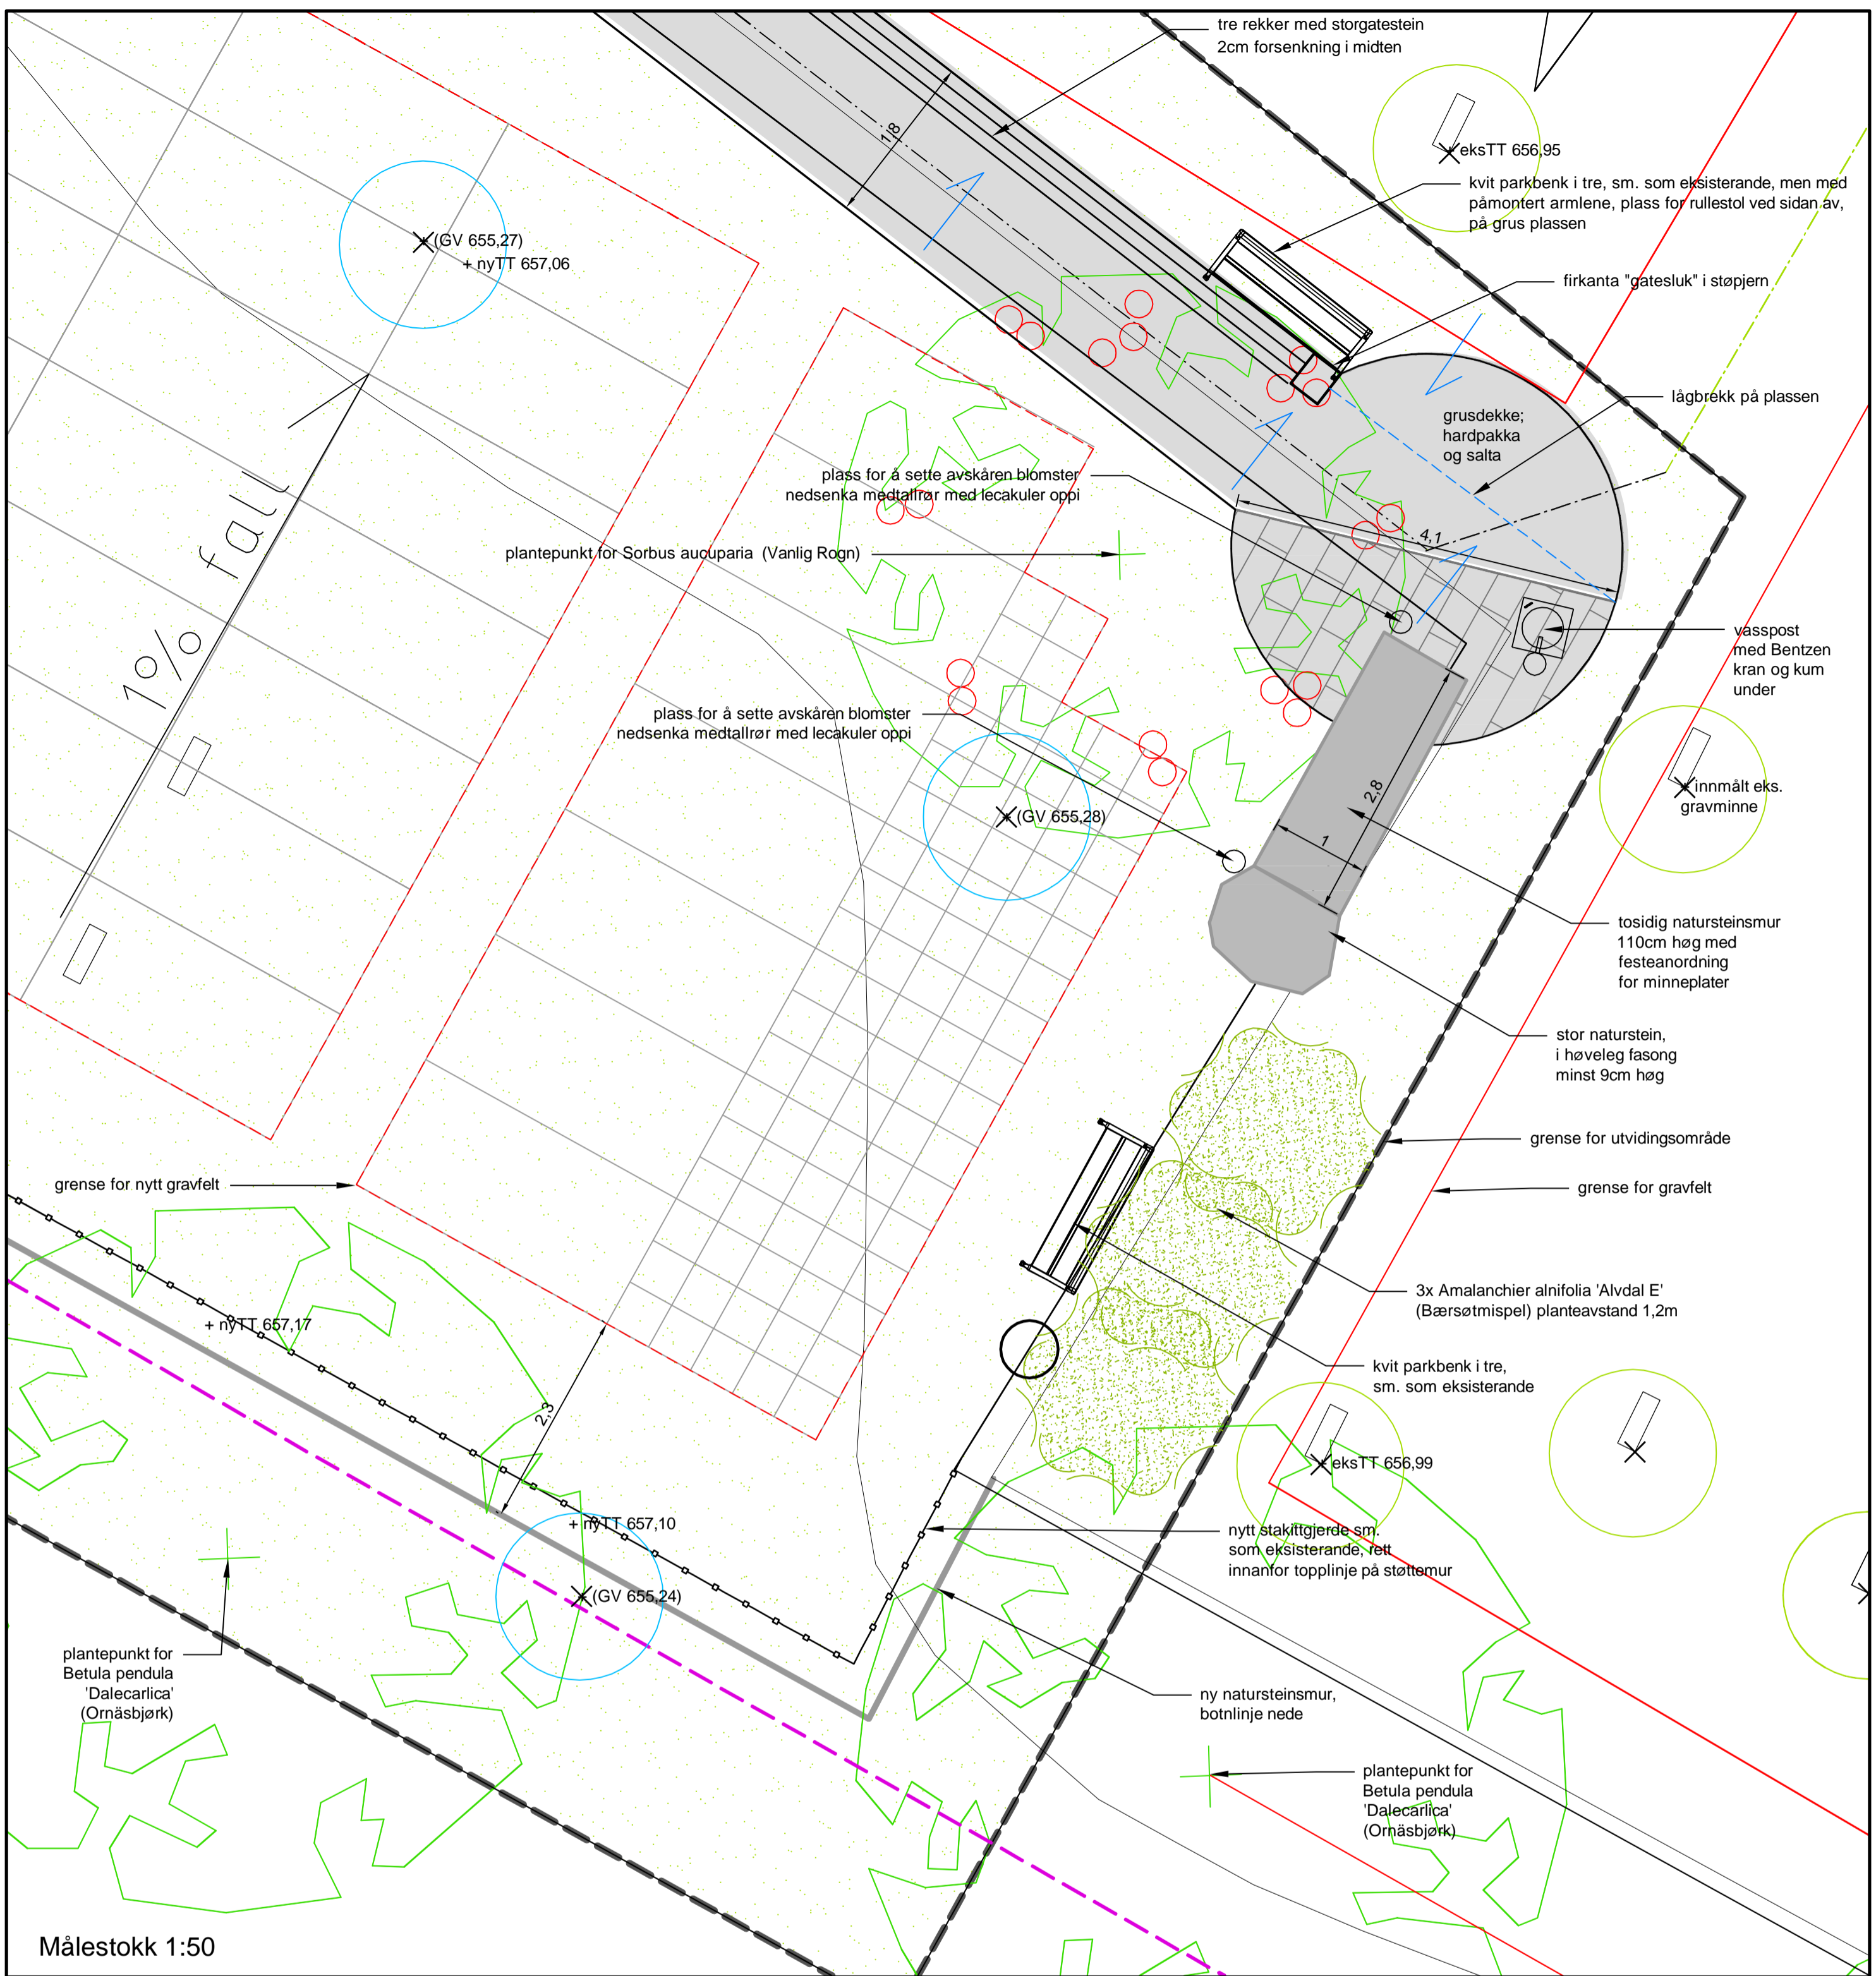 tre rekker med storgatestein
2cm forsenkning i midten
1,8
eksTT 656,95
kvit parkbenk i tre, sm. som eksisterande, men med
påmontert armlene, plass for rullestol ved sidan av,
på grus plassen
(GV 655,27)
+ nyTT 657,06
firkanta "gatesluk" i støpjern
lågbrekk på plassen
grusdekke;
hardpakka
og salta
plass for å sette avskåren blomster
nedsenka medtallrør med lecakuler oppi
4,1
plantepunkt for Sorbus aucuparia (Vanlig Rogn)
1% fall
vasspost
med Bentzen
kran og kum
under
plass for å sette avskåren blomster
nedsenka medtallrør med lecakuler oppi
2,8
innmålt eks.
gravminne
(GV 655,28)
1
tosidig natursteinsmur
110cm høg med
festeanordning
for minneplater
stor naturstein,
i høveleg fasong
minst 9cm høg
grense for utvidingsområde
grense for nytt gravfelt
grense for gravfelt
3x Amalanchier alnifolia 'Alvdal E'
(Bærsøtmispel) planteavstand 1,2m
+ nyTT 657,17
kvit parkbenk i tre,
sm. som eksisterande
2,3
eksTT 656,99
+ nyTT 657,10
nytt stakittgjerde sm.
som eksisterande, rett
innanfor topplinje på støttemur
(GV 655,24)
plantepunkt for
Betula pendula
'Dalecarlica'
(Ornäsbjørk)
ny natursteinsmur,
botnlinje nede
plantepunkt for
Betula pendula
'Dalecarlica'
(Ornäsbjørk)
Målestokk 1:50